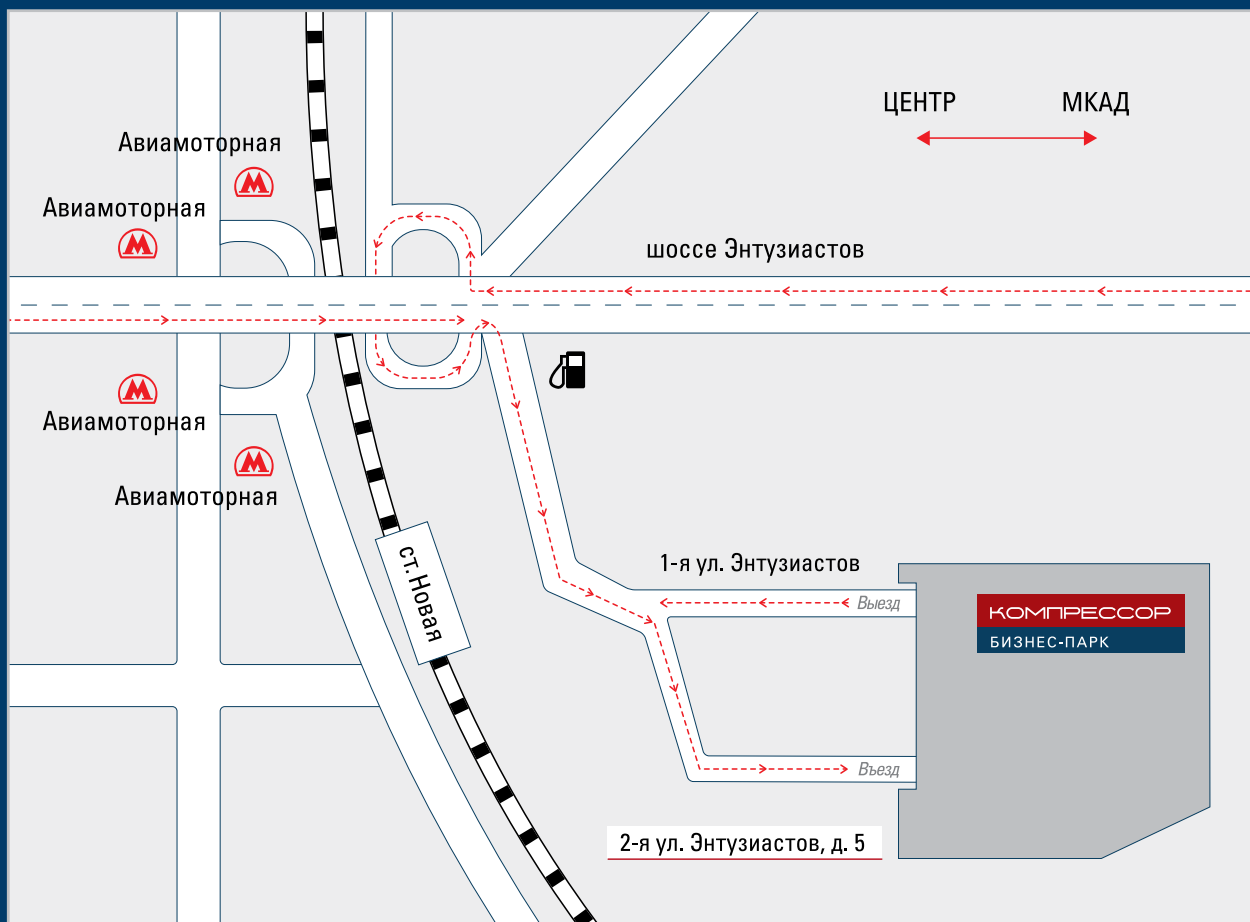 ЦЕНТР
МКАД
Авиамоторная
Авиамоторная
шоссе Энтузиастов
Авиамоторная
Авиамоторная
ст. Новая
1-я ул. Энтузиастов
Выезд
КОМПРЕССОР
БИЗНЕС-ПАРК
Въезд
2-я ул. Энтузиастов, д. 5